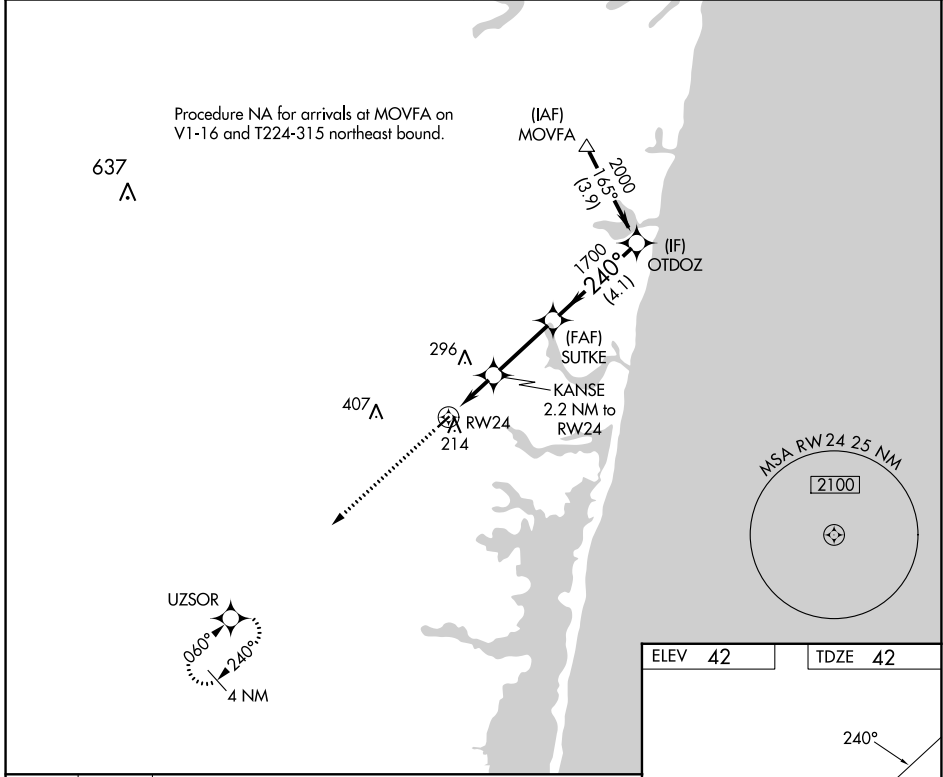 Procedure NA for arrivals at MOVFA on
V1-16 and T224-315 northeast bound.
(IAF)
MOVFA
637
2000
165°
(3.9)
(IF)
OTDOZ
1700
240°
(4.1)
(FAF)
SUTKE
296
KANSE
2.2 NM to
RW24
407
RW24
214
MSA RW24 25 NM
2100
UZSOR
060°
240°
4 NM
ELEV 42
TDZE 42
240°